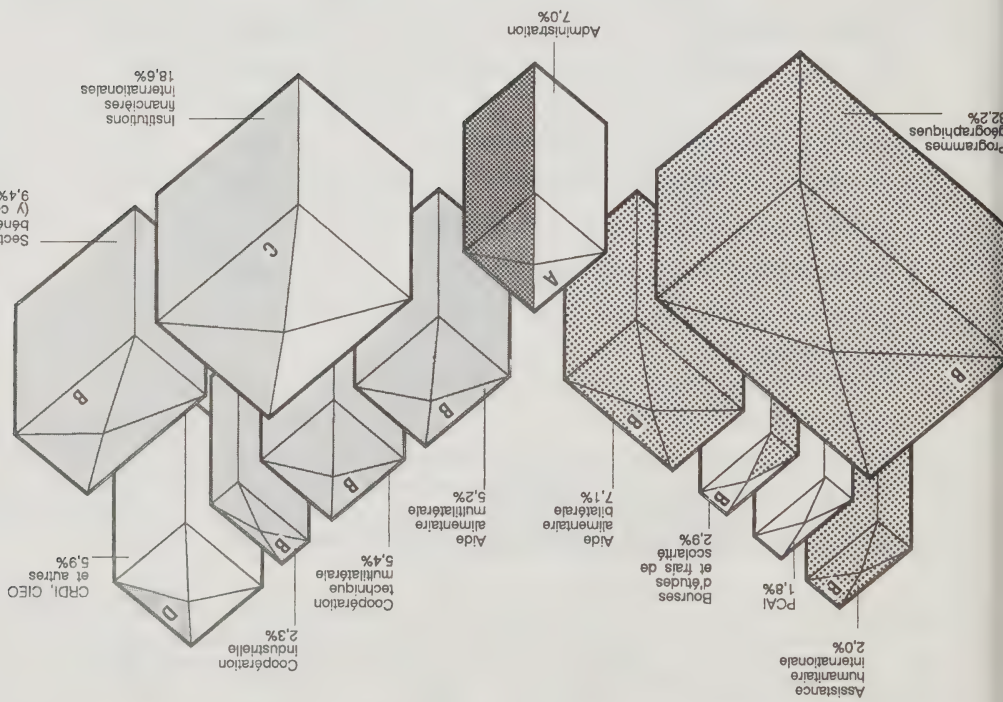 Assistance
humanitaire
internationale
2,0%
B
PCAI
1,8%
Bourses
d'études
et frais de
scolarité
2,9%
B
Aide
alimentaire
bilatérale
7,1%
B
Aide
alimentaire
multilatérale
5,2%
B
Coopération
technique
multilatérale
5,4%
B
Coopération
industrielle
2,3%
B
CRDI, CIEO
et autres
5,9%
D
Programmes
géographiques
32,2%
B
Administration
7,0%
A
Institutions
financières
internationales
18,6%
C
Sect
béné
(y c
9,4%
B